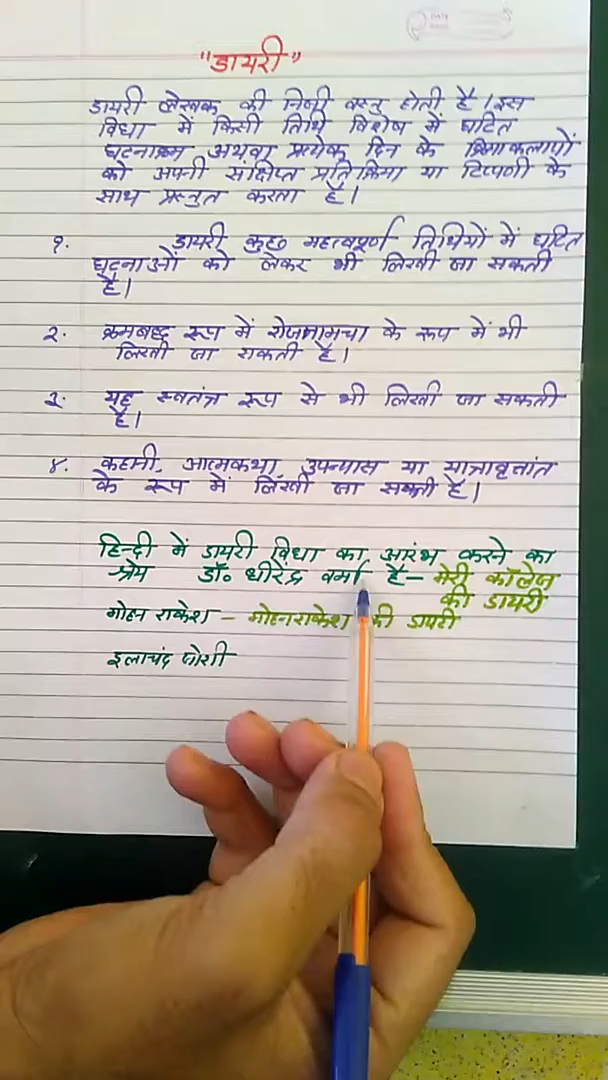 "डायरी"
डायरी लेखक की निजी वस्तु होती है। इस
विधा में किसी तिथि विशेष में घटित
घटनाक्रम अथवा प्रत्येक दिन के क्रियाकलापों
को अपनी संक्षिप्त प्रतिक्रिया या टिप्पणी के
साथ प्रस्तुत करता है।
१. डायरी कुछ महत्वपूर्ण तिथियों में घटित
घटनाओं को लेकर भी लिखी जा सकती
है।
२. क्रमबद्ध रूप में रोजनामचा के रूप में भी
लिखी जा सकती है।
३. यह स्वतंत्र रूप से भी लिखी जा सकती
है।
४. कहानी, आत्मकथा, उपन्यास या यात्रावृत्तांत
के रूप में लिखी जा सकती है।
हिन्दी में डायरी विधा का आरंभ करने का
श्रेय डॉ० धीरेंद्र वर्मा है - मेरी कॉलेज
की डायरी
मोहन राकेश - मोहनराकेश की डायरी
इलाचंद्र जोशी